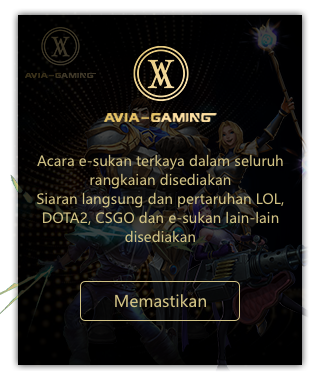 AVIA-GAMING
AVIA-GAMING
Acara e-sukan terkaya dalam seluruh
rangkaian disediakan
Siaran langsung dan pertaruhan LOL,
DOTA2, CSGO dan e-sukan lain-lain
disediakan
Memastikan